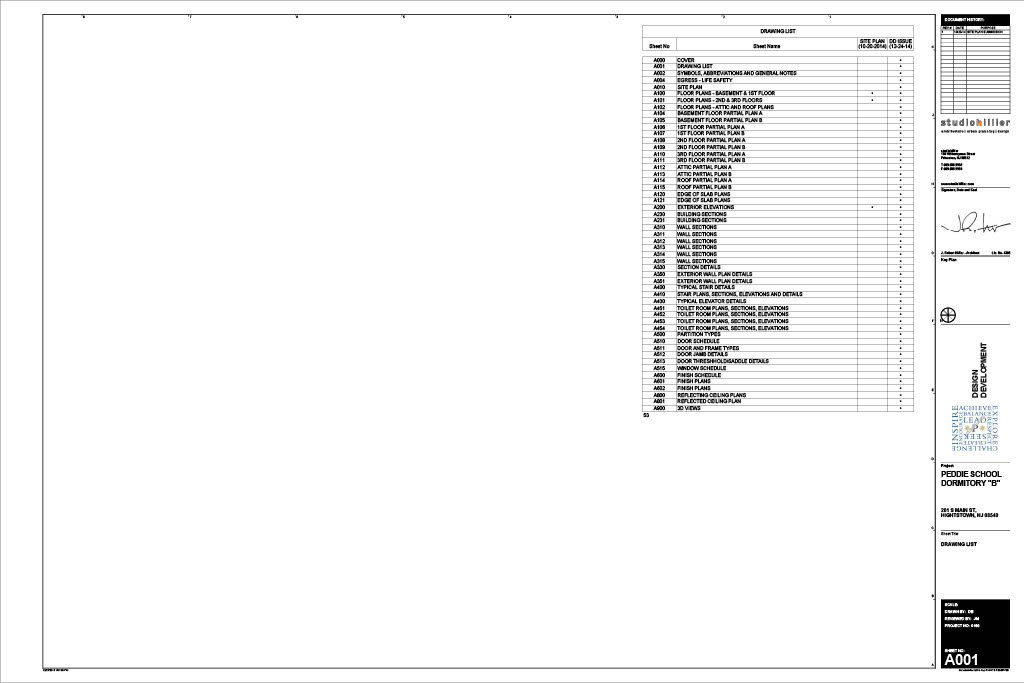 DRAWING LIST
Sheet No
Sheet Name
SITE PLAN (10-20-2014)
DD ISSUE (13-24-14)
A000 COVER
A001 DRAWING LIST
A002 SYMBOLS, ABBREVIATIONS AND GENERAL NOTES
A004 EGRESS - LIFE SAFETY
A010 SITE PLAN
A100 FLOOR PLANS - BASEMENT & 1ST FLOOR
A101 FLOOR PLANS - 2ND & 3RD FLOORS
A102 FLOOR PLANS - ATTIC AND ROOF PLANS
A104 BASEMENT FLOOR PARTIAL PLAN A
A105 BASEMENT FLOOR PARTIAL PLAN B
A106 1ST FLOOR PARTIAL PLAN A
A107 1ST FLOOR PARTIAL PLAN B
A108 2ND FLOOR PARTIAL PLAN A
A109 2ND FLOOR PARTIAL PLAN B
A110 3RD FLOOR PARTIAL PLAN A
A111 3RD FLOOR PARTIAL PLAN B
A112 ATTIC PARTIAL PLAN A
A113 ATTIC PARTIAL PLAN B
A114 ROOF PARTIAL PLAN A
A115 ROOF PARTIAL PLAN B
A120 EDGE OF SLAB PLANS
A121 EDGE OF SLAB PLANS
A200 EXTERIOR ELEVATIONS
A230 BUILDING SECTIONS
A231 BUILDING SECTIONS
A310 WALL SECTIONS
A311 WALL SECTIONS
A312 WALL SECTIONS
A313 WALL SECTIONS
A314 WALL SECTIONS
A315 WALL SECTIONS
A330 SECTION DETAILS
A350 EXTERIOR WALL PLAN DETAILS
A351 EXTERIOR WALL PLAN DETAILS
A400 TYPICAL STAIR DETAILS
A410 STAIR PLANS, SECTIONS, ELEVATIONS AND DETAILS
A430 TYPICAL ELEVATOR DETAILS
A451 TOILET ROOM PLANS, SECTIONS, ELEVATIONS
A452 TOILET ROOM PLANS, SECTIONS, ELEVATIONS
A453 TOILET ROOM PLANS, SECTIONS, ELEVATIONS
A454 TOILET ROOM PLANS, SECTIONS, ELEVATIONS
A500 PARTITION TYPES
A510 DOOR SCHEDULE
A511 DOOR AND FRAME TYPES
A512 DOOR JAMB DETAILS
A513 DOOR THRESHHOLD/SADDLE DETAILS
A515 WINDOW SCHEDULE
A600 FINISH SCHEDULE
A601 FINISH PLANS
A602 FINISH PLANS
A800 REFLECTING CEILING PLANS
A801 REFLECTED CEILING PLAN
A900 3D VIEWS
53
DOCUMENT HISTORY:
DATE PURPOSE
studiohillier
architecture | urban planning | design
Key Plan
DESIGN
DEVELOPMENT
ACHIEVE
BALANCE
LEAD
INSPIRE
EXPLORE
RESPECT
SEEK
CREATE
CHALLENGE
Project
PEDDIE SCHOOL
DORMITORY "B"
201 S MAIN ST,
HIGHTSTOWN, NJ 08540
Sheet Title
DRAWING LIST
SCALE:
DRAWN BY: DB
REVIEWED BY: JM
PROJECT NO:
SHEET NO:
A001